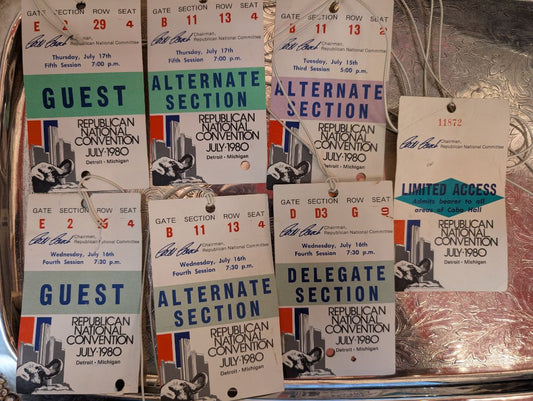 GATE SECTION ROW SEAT
E 2 29 4
Chairman,
Republican National Committee
Thursday, July 17th
Fifth Session 7:00 p.m.
GUEST
REPUBLICAN
NATIONAL
CONVENTION
JULY·1980
Detroit · Michigan
GATE SECTION ROW SEAT
B 11 13 4
Chairman,
Republican National Committee
Thursday, July 17th
Fifth Session 7:00 p.m.
ALTERNATE
SECTION
REPUBLICAN
NATIONAL
CONVENTION
JULY·1980
Detroit · Michigan
GATE SECTION ROW SEAT
B 11 13
Chairman,
Republican National Committee
Tuesday, July 15th
Third Session 5:00 p.m.
ALTERNATE
SECTION
REPUBLICAN
NATIONAL
CONVENTION
JULY·1980
Detroit · Michigan
11872
Chairman,
Republican National Committee
LIMITED ACCESS
Admits bearer to all
areas of Cobo Hall
REPUBLICAN
NATIONAL
CONVENTION
JULY·1980
Detroit · Michigan
GATE SECTION ROW SEAT
E 2 4
Chairman,
Republican National Committee
Wednesday, July 16th
Fourth Session 7:30 p.m.
GUEST
REPUBLICAN
NATIONAL
CONVENTION
JULY·1980
Detroit · Michigan
GATE SECTION ROW SEAT
B 11 13 4
Chairman,
Republican National Committee
Wednesday, July 16th
Fourth Session 7:30 p.m.
ALTERNATE
SECTION
REPUBLICAN
NATIONAL
CONVENTION
JULY·1980
Detroit · Michigan
GATE SECTION ROW SEAT
D D3 G 9
Chairman,
Republican National Committee
Wednesday, July 16th
Fourth Session 7:30 p.m.
DELEGATE
SECTION
REPUBLICAN
NATIONAL
CONVENTION
JULY·1980
Detroit · Michigan